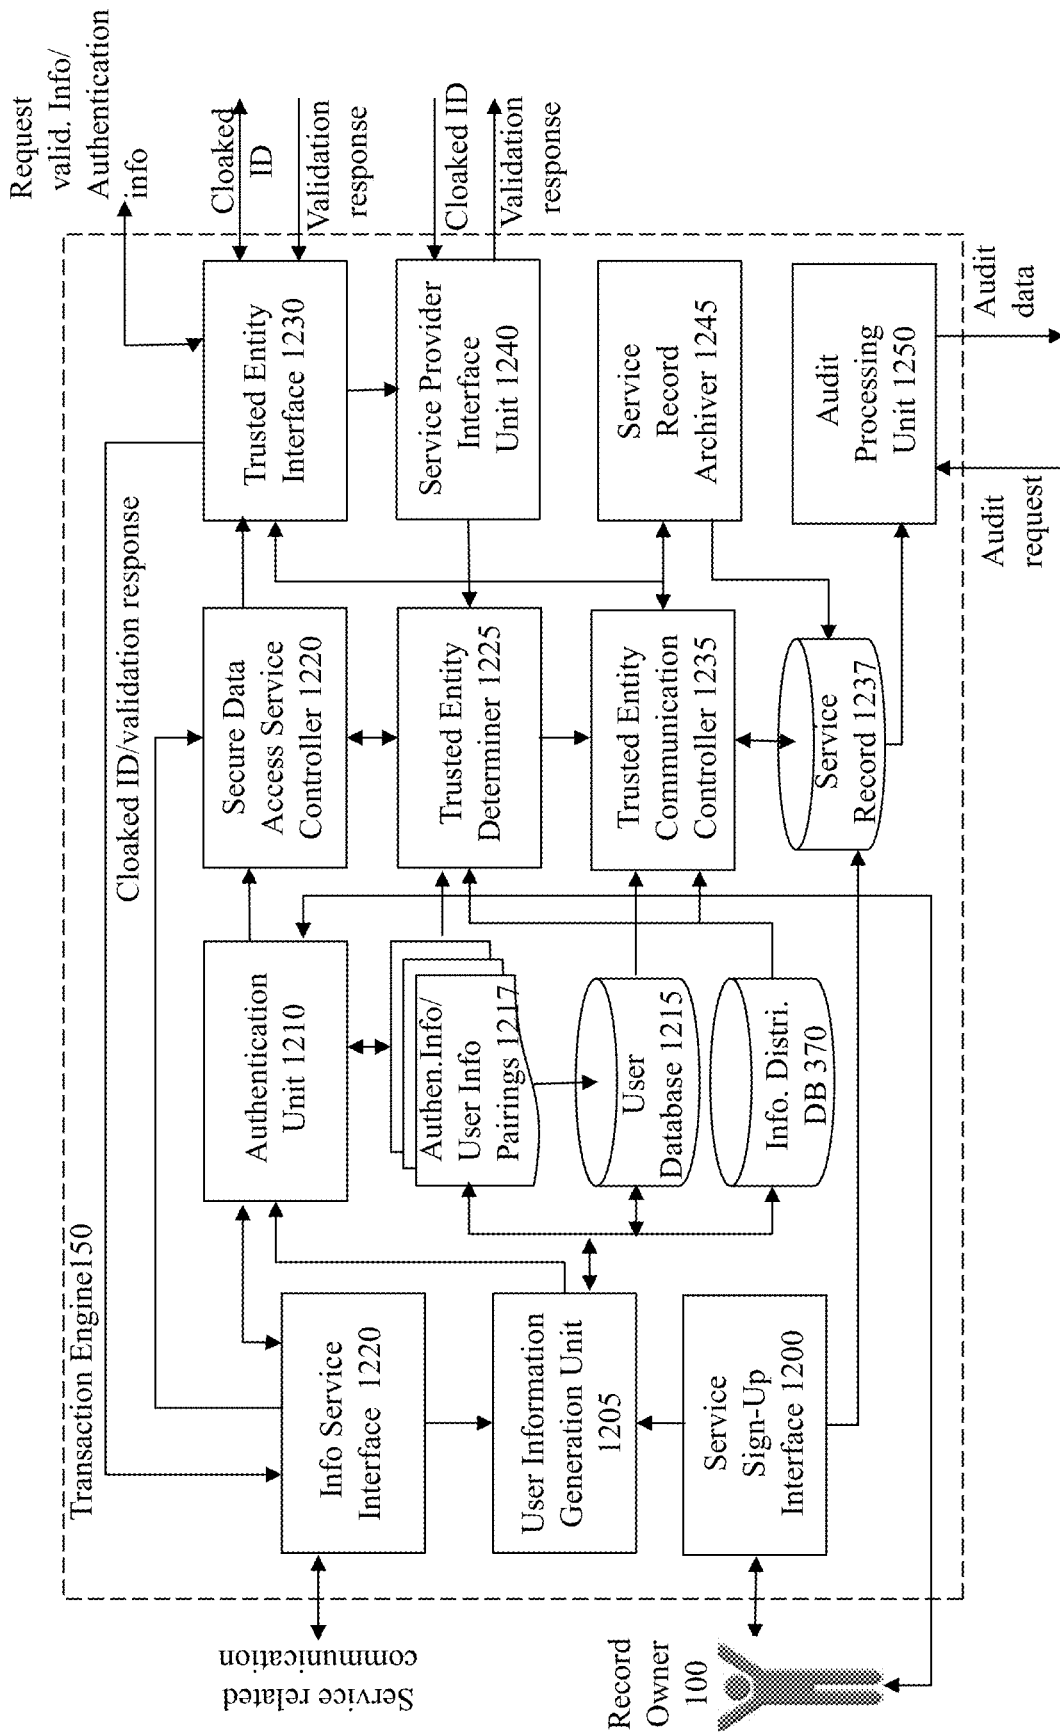 Request
valid. Info/
Authentication
info
Cloaked
ID
Validation
response
Cloaked ID
Validation
response
Audit
data
Audit
request
Transaction Engine150
Cloaked ID/validation response
Trusted Entity
Interface 1230
Service Provider
Interface
Unit 1240
Service
Record
Archiver 1245
Audit
Processing
Unit 1250
Secure Data
Access Service
Controller 1220
Trusted Entity
Determiner 1225
Trusted Entity
Communication
Controller 1235
Service
Record 1237
Authentication
Unit 1210
Authen.Info/
User Info
Pairings 1217
User
Database 1215
Info. Distri.
DB 370
Info Service
Interface 1220
User Information
Generation Unit
1205
Service
Sign-Up
Interface 1200
Service related
communication
Record
Owner
100